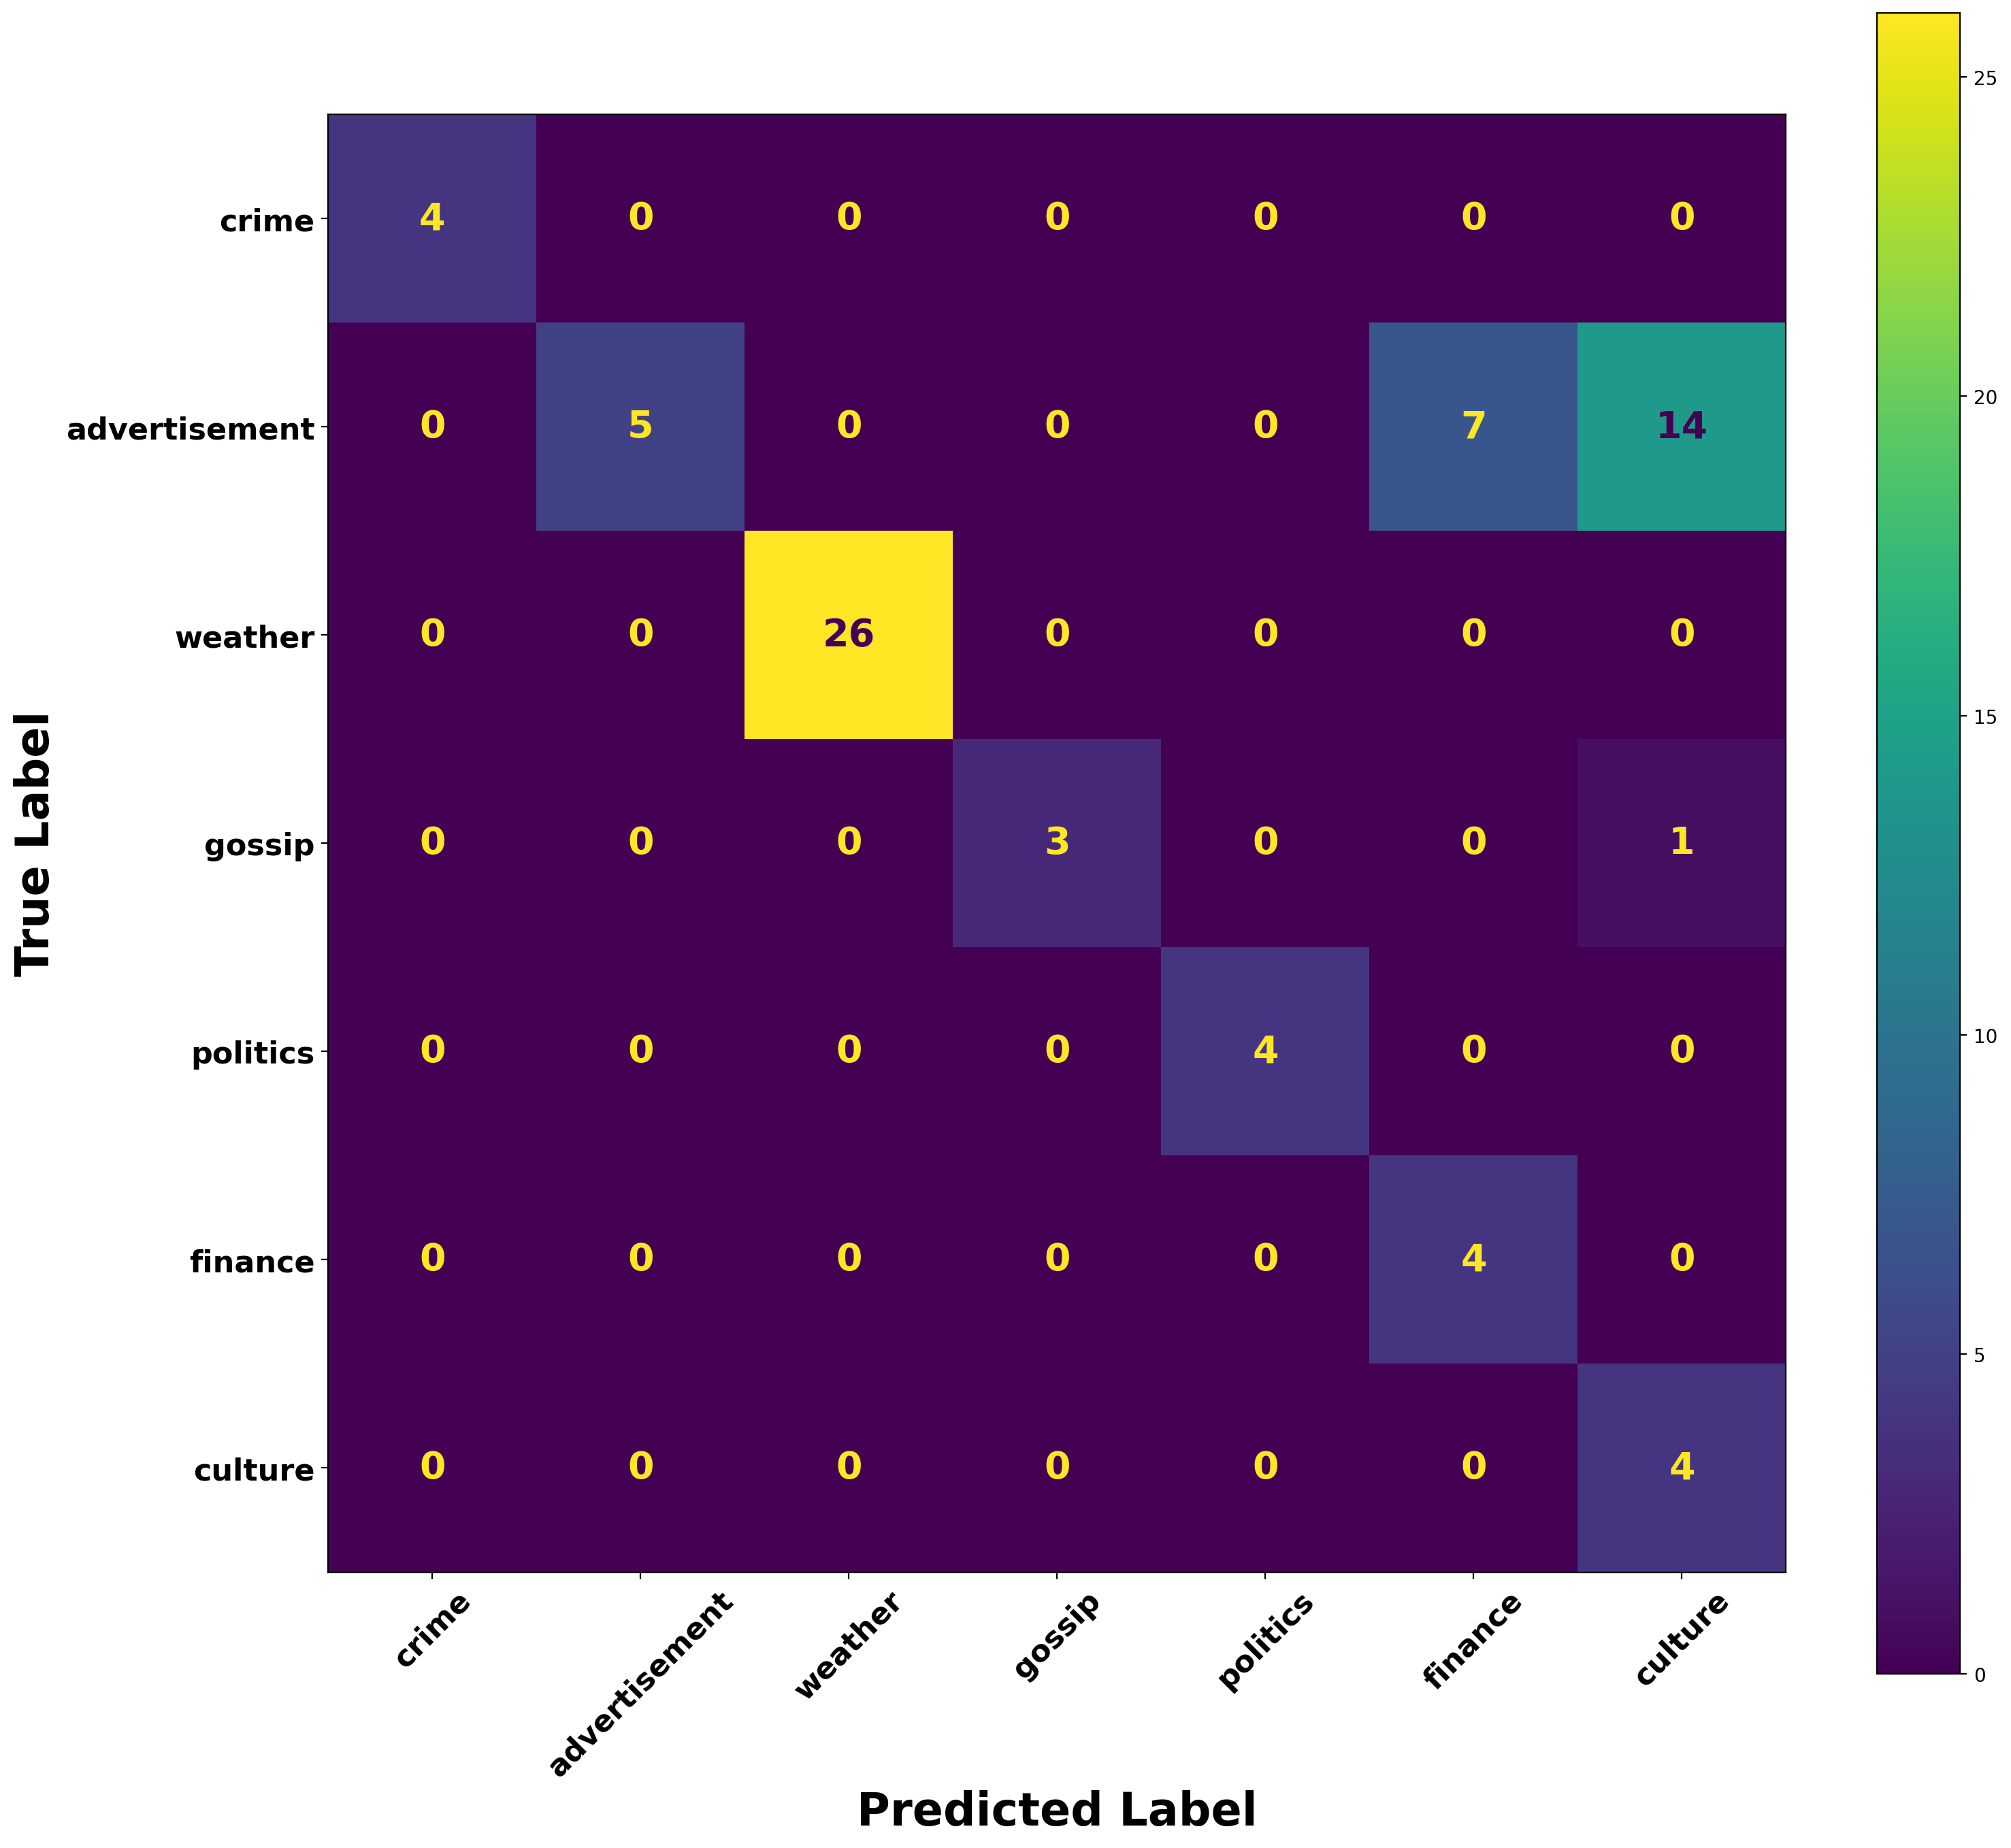 25
crime 4 0 0 0 0 0 0
20
advertisement 0 5 0 0 0 7 14
weather 0 0 26 0 0 0 0
15
True Label
gossip 0 0 0 3 0 0 1
10
politics 0 0 0 0 4 0 0
finance 0 0 0 0 0 4 0
5
culture 0 0 0 0 0 0 4
0
crime advertisement weather gossip politics finance culture
Predicted Label